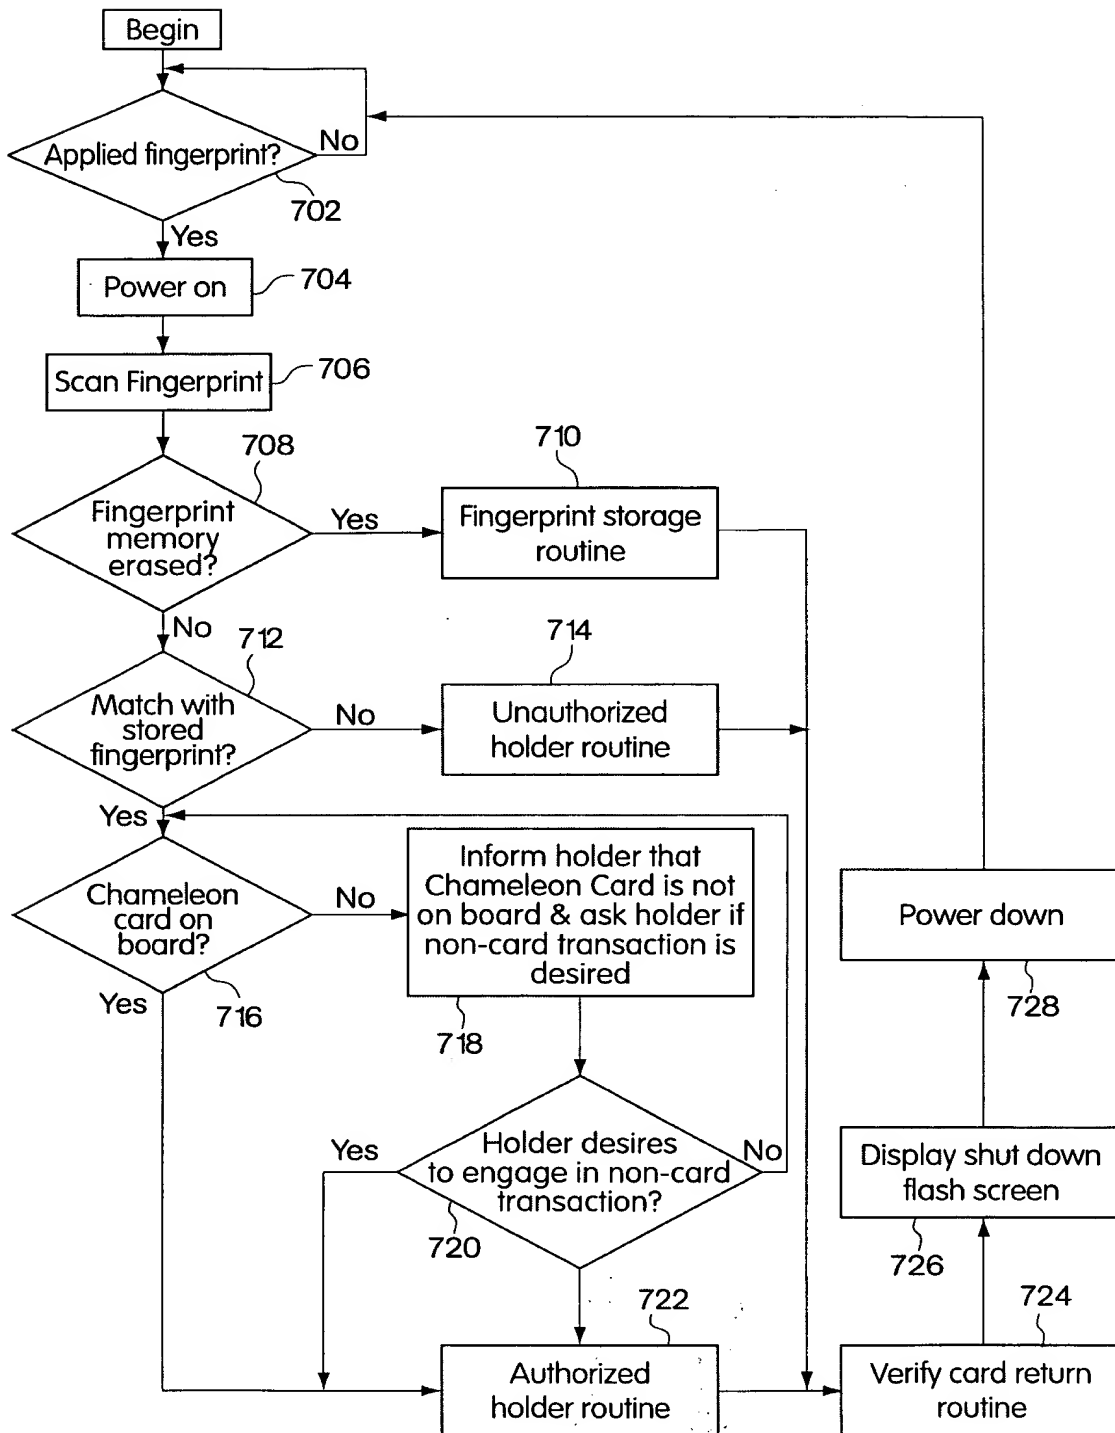 Begin
Applied fingerprint?
No
702
Yes
Power on
704
Scan Fingerprint
706
708
Fingerprint
memory
erased?
Yes
710
Fingerprint storage
routine
No
712
Match with
stored
fingerprint?
No
714
Unauthorized
holder routine
Yes
Chameleon
card on
board?
No
716
Yes
Inform holder that
Chameleon Card is not
on board & ask holder if
non-card transaction is
desired
718
Holder desires
to engage in non-card
transaction?
Yes
No
720
722
Authorized
holder routine
724
Verify card return
routine
Display shut down
flash screen
726
Power down
728